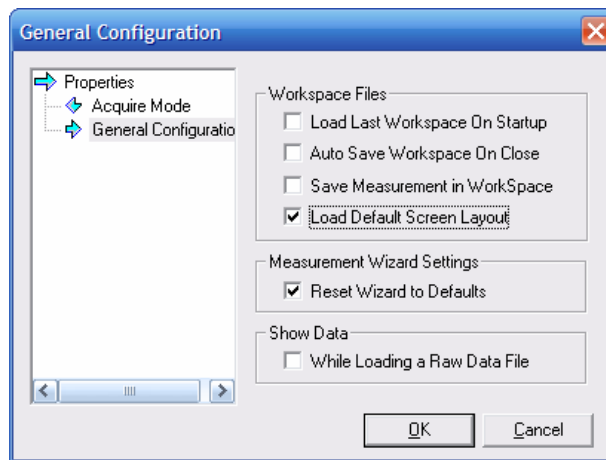 General Configuration
Properties
Acquire Mode
General Configuratio
Workspace Files
Load Last Workspace On Startup
Auto Save Workspace On Close
Save Measurement in WorkSpace
Load Default Screen Layout
Measurement Wizard Settings
Reset Wizard to Defaults
Show Data
While Loading a Raw Data File
OK
Cancel